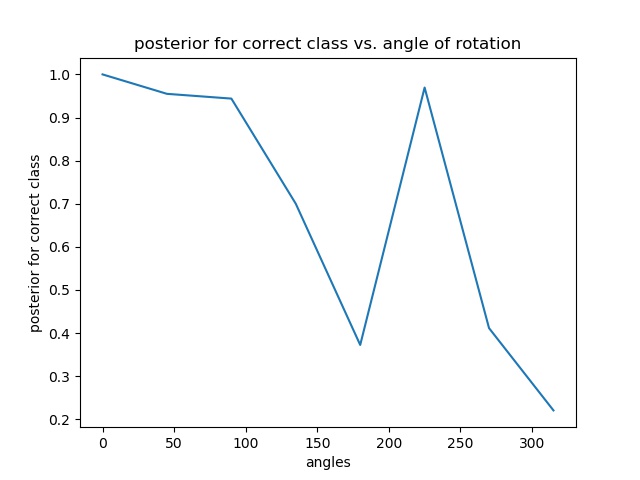 posterior for correct class vs. angle of rotation
posterior for correct class
1.0
0.9
0.8
0.7
0.6
0.5
0.4
0.3
0.2
0 50 100 150 200 250 300
angles